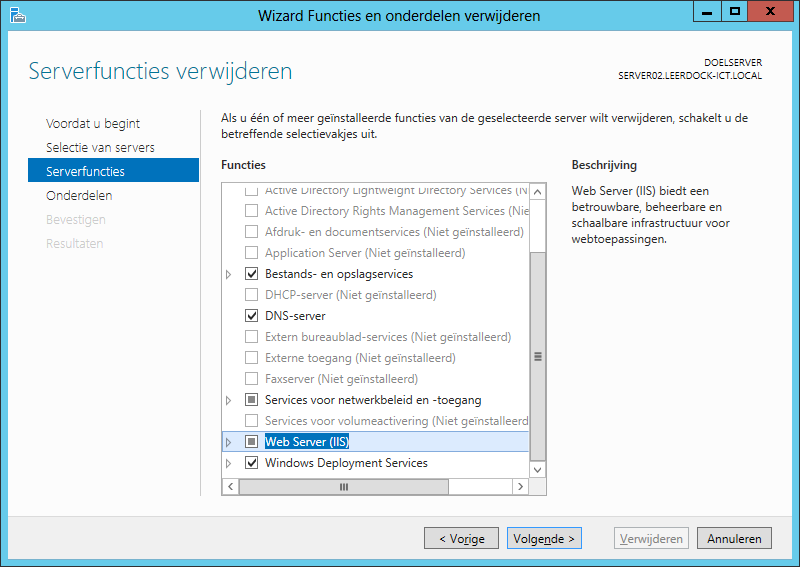 Wizard Functies en onderdelen verwijderen
Serverfuncties verwijderen
DOELSERVER
SERVER02.LEERDOCK-ICT.LOCAL
Voordat u begint
Selectie van servers
Serverfuncties
Onderdelen
Bevestigen
Resultaten
Als u één of meer geïnstalleerde functies van de geselecteerde server wilt verwijderen, schakelt u de
betreffende selectievakjes uit.
Functies
Active Directory Lightweight Directory Services (N
Active Directory Rights Management Services (Nie
Afdruk- en documentservices (Niet geïnstalleerd)
Application Server (Niet geïnstalleerd)
Bestands- en opslagservices
DHCP-server (Niet geïnstalleerd)
DNS-server
Extern bureaublad-services (Niet geïnstalleerd)
Externe toegang (Niet geïnstalleerd)
Faxserver (Niet geïnstalleerd)
Services voor netwerkbeleid en -toegang
Services voor volumeactivering (Niet geïnstalleerd
Web Server (IIS)
Windows Deployment Services
Beschrijving
Web Server (IIS) biedt een
betrouwbare, beheerbare en
schaalbare infrastructuur voor
webtoepassingen.
< Vorige
Volgende >
Verwijderen
Annuleren